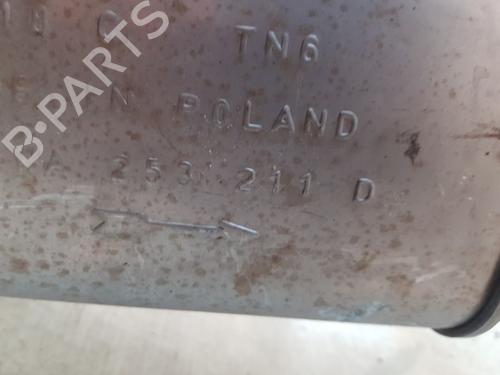 TN6
POLAND
253 211 D
B-PARTS